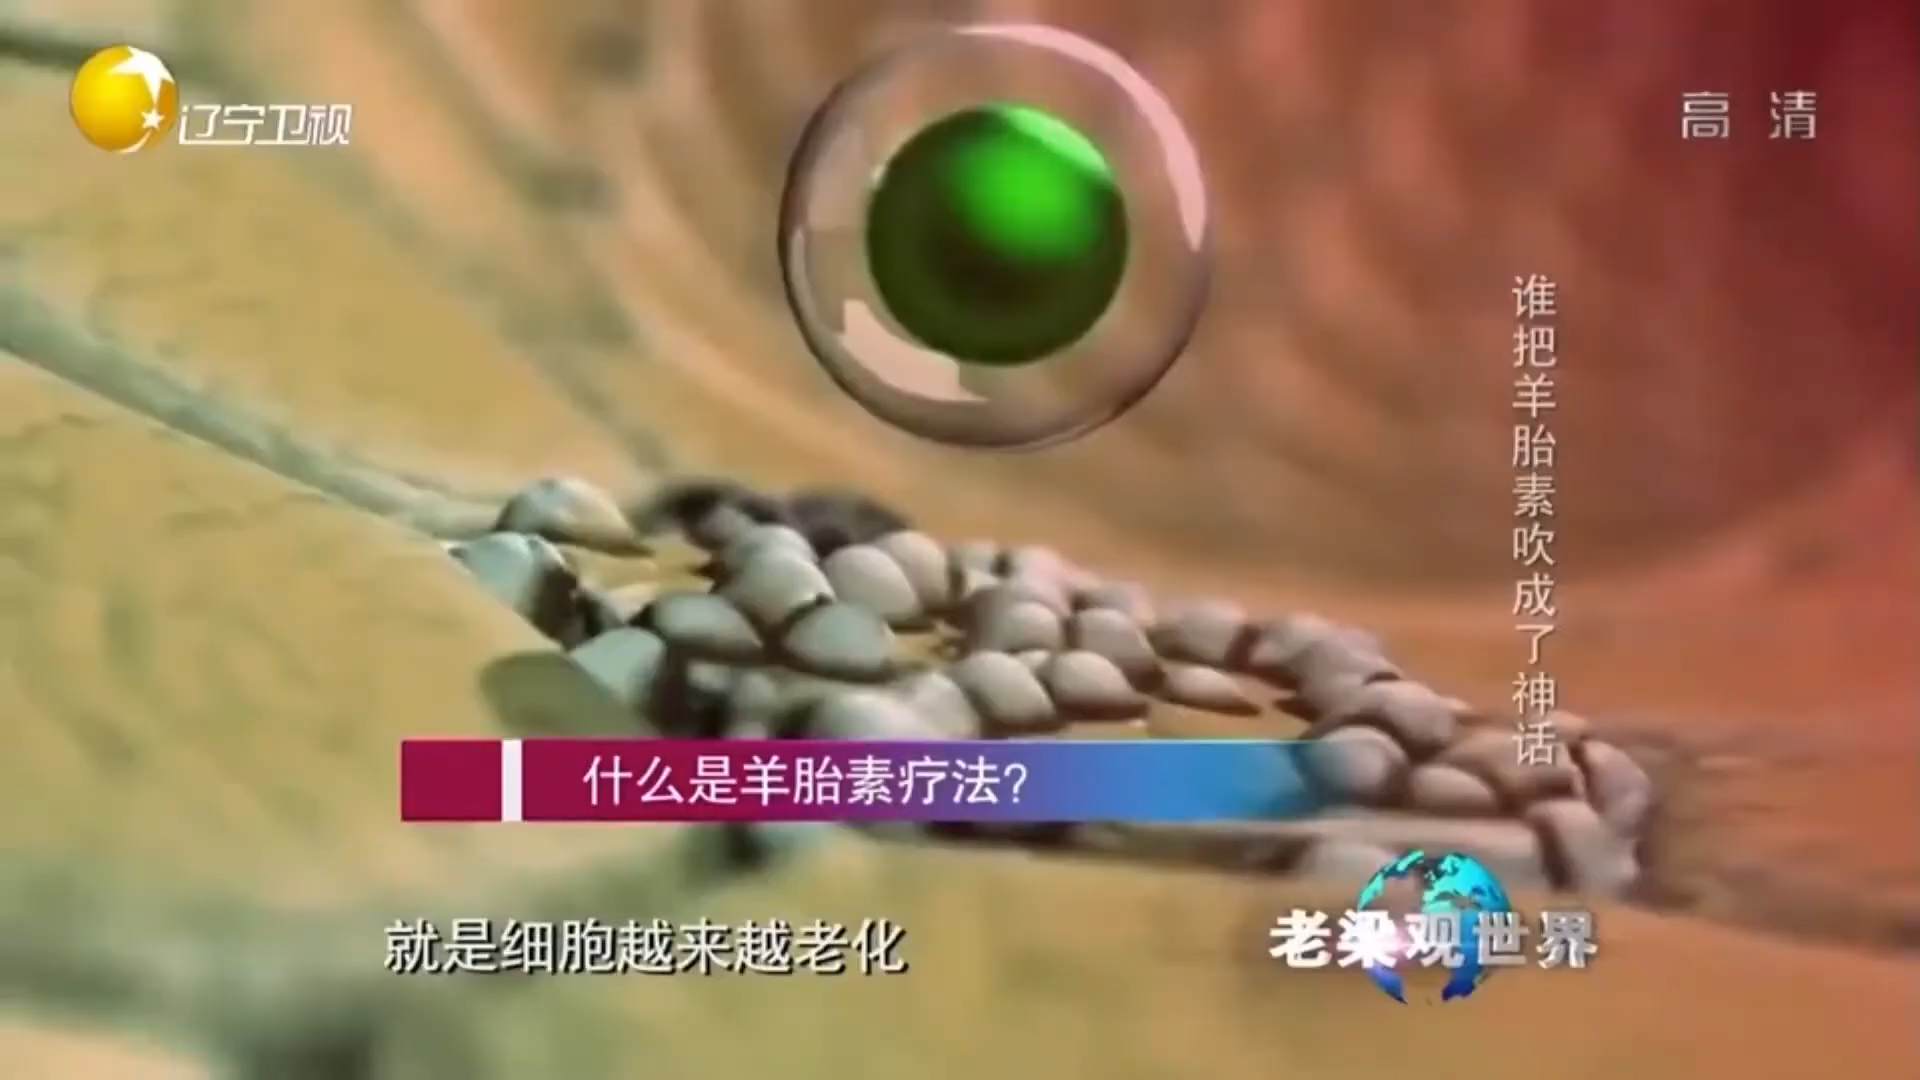 辽宁卫视
高清
谁把羊胎素吹成了神话
什么是羊胎素疗法?
就是细胞越来越老化
老梁观世界